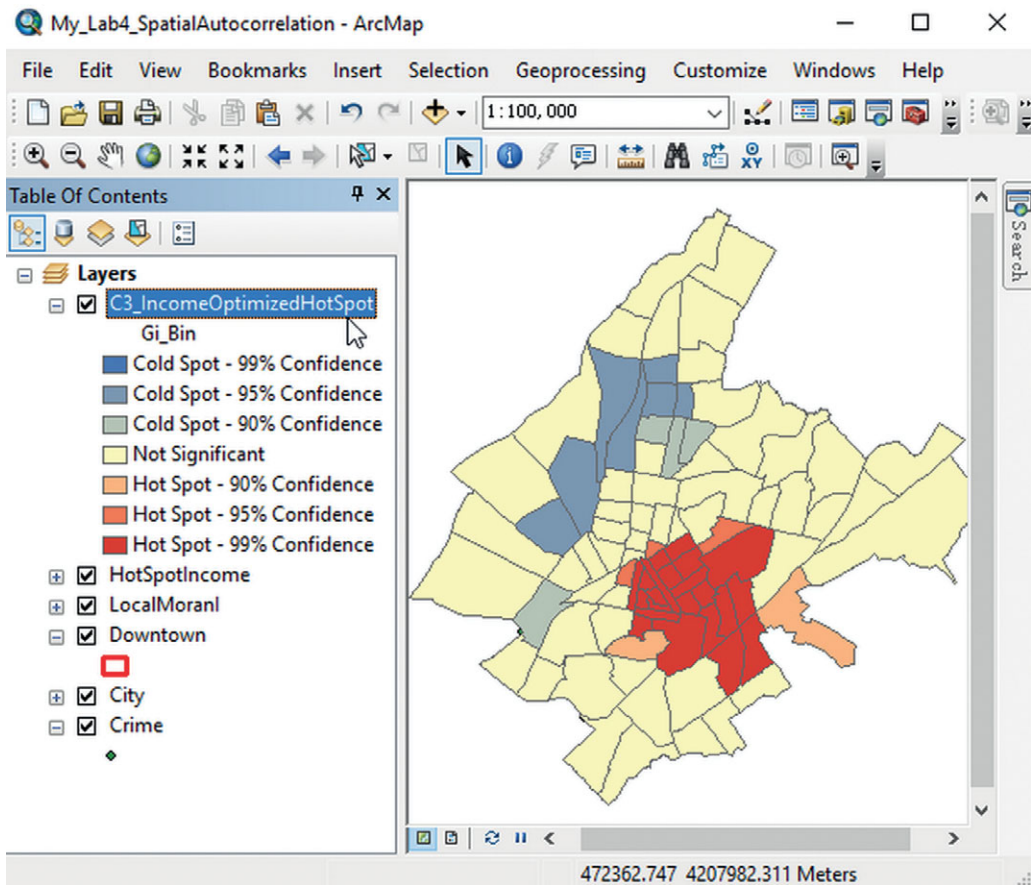 My_Lab4_SpatialAutocorrelation - ArcMap
File Edit View Bookmarks Insert Selection Geoprocessing Customize Windows Help
1:100,000
XY
Table Of Contents
Layers
C3_IncomeOptimizedHotSpot
Gi_Bin
Cold Spot - 99% Confidence
Cold Spot - 95% Confidence
Cold Spot - 90% Confidence
Not Significant
Hot Spot - 90% Confidence
Hot Spot - 95% Confidence
Hot Spot - 99% Confidence
HotSpotIncome
LocalMoranI
Downtown
City
Crime
Search
472362.747 4207982.311 Meters